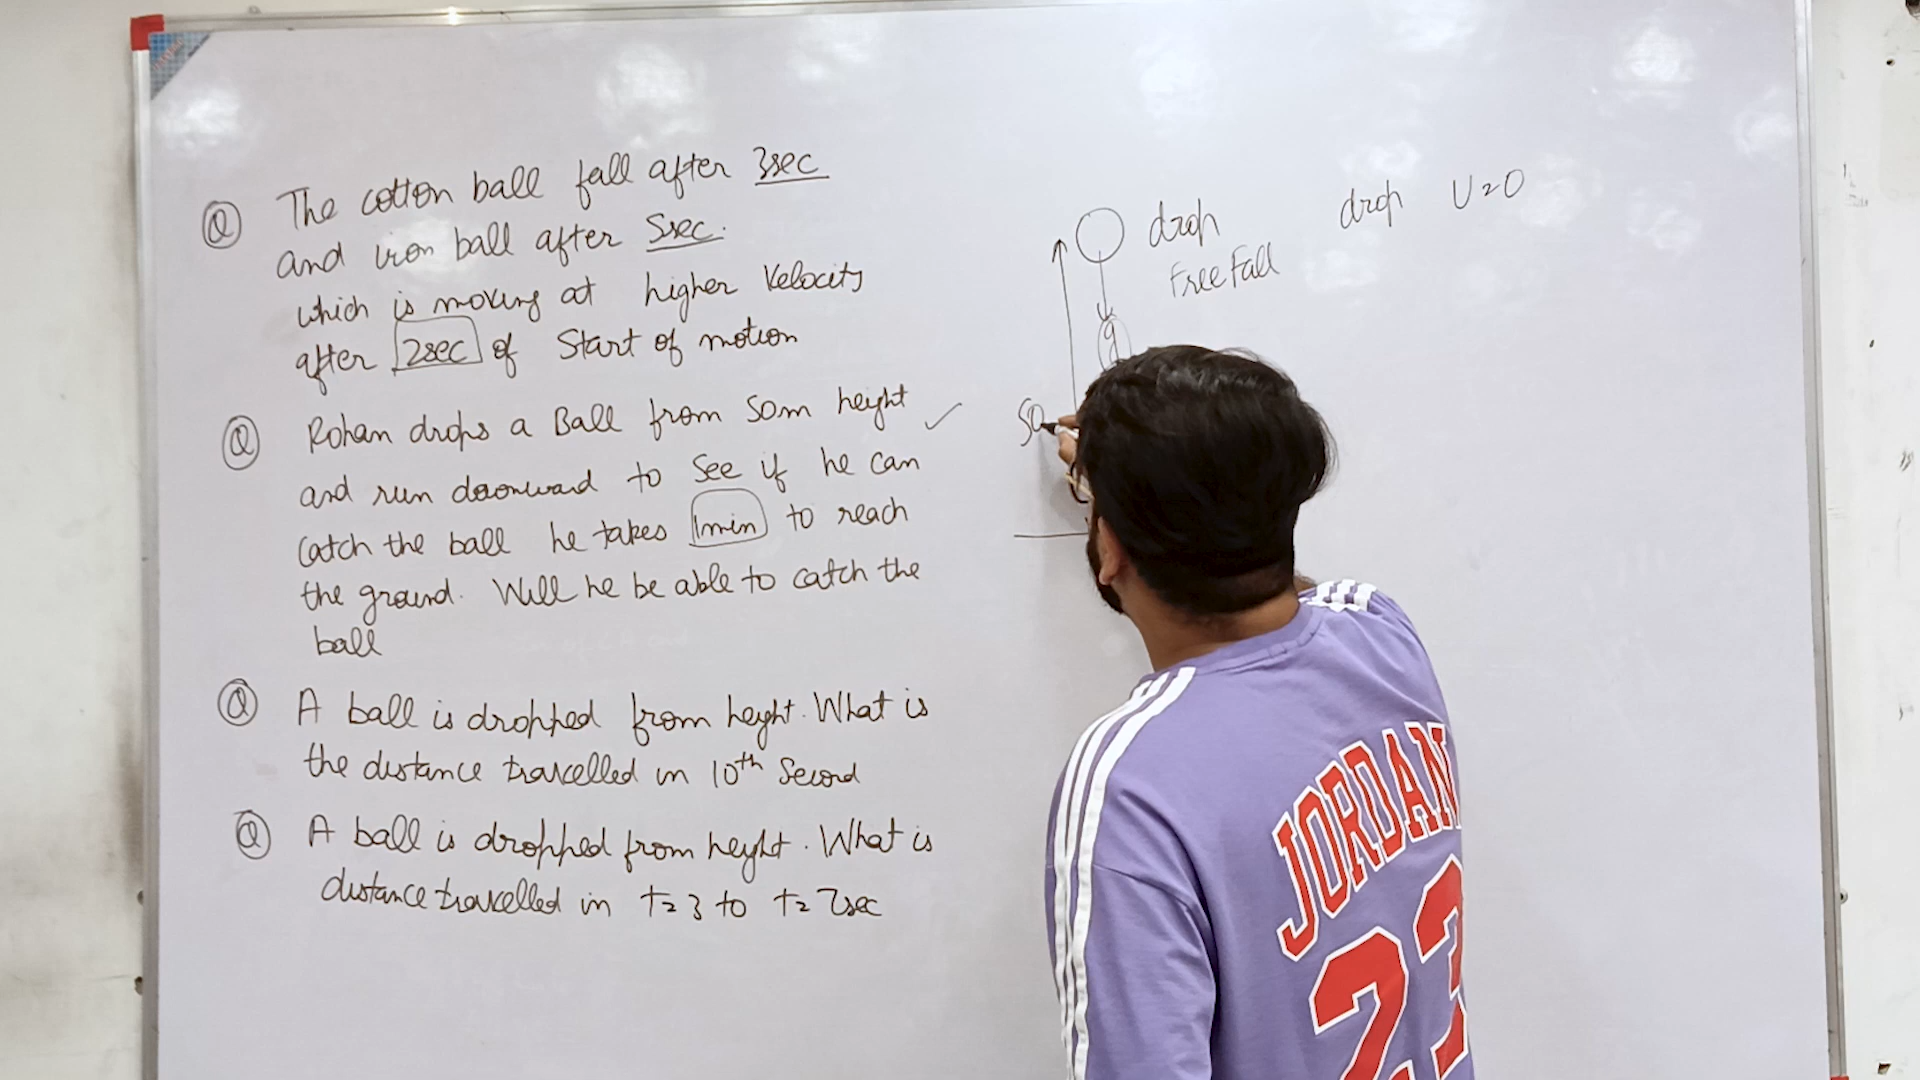 Q The cotton ball fall after 3sec
and iron ball after 5sec.
which is moving at higher Velocity
after 2sec of Start of motion
Q Rohan drops a Ball from 50m height
and run downward to See if he can
Catch the ball he takes 1min to reach
the ground. Will he be able to catch the
ball
Q A ball is dropped from height. What is
the distance travelled in 10th Second
Q A ball is dropped from height. What is
distance travelled in t=3 to t=7sec
drop
Free Fall
g
50
drop U=0
JORDAN
23